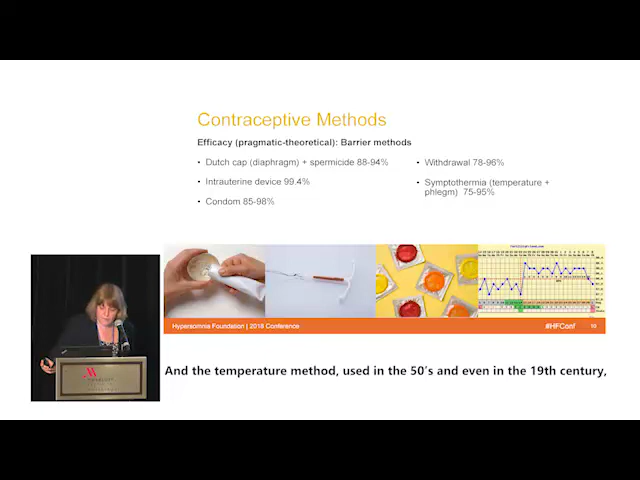 Contraceptive Methods
Efficacy (pragmatic-theoretical): Barrier methods
• Dutch cap (diaphragm) + spermicide 88-94%
• Intrauterine device 99.4%
• Condom 85-98%
• Withdrawal 78-96%
• Symptothermia (temperature +
phlegm) 75-95%
Hypersomnia Foundation | 2018 Conference
#HFConf
10
And the temperature method, used in the 50's and even in the 19th century,